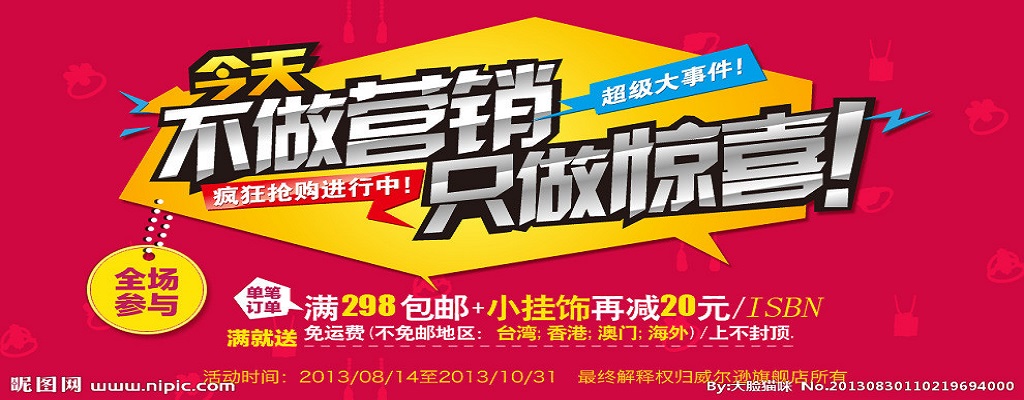 今天
不做营销
超级大事件!
疯狂抢购进行中!
只做惊喜!
全场
参与
单笔
订单
满298包邮+小挂饰再减20元/ISBN
满就送
免运费(不免邮地区：台湾;香港;澳门;海外)/上不封顶.
活动时间：2013/08/14至2013/10/31 最终解释权归威尔逊旗舰店所有
昵图网 www.nipic.com
By:大脸猫咪 No.20130830110219694000